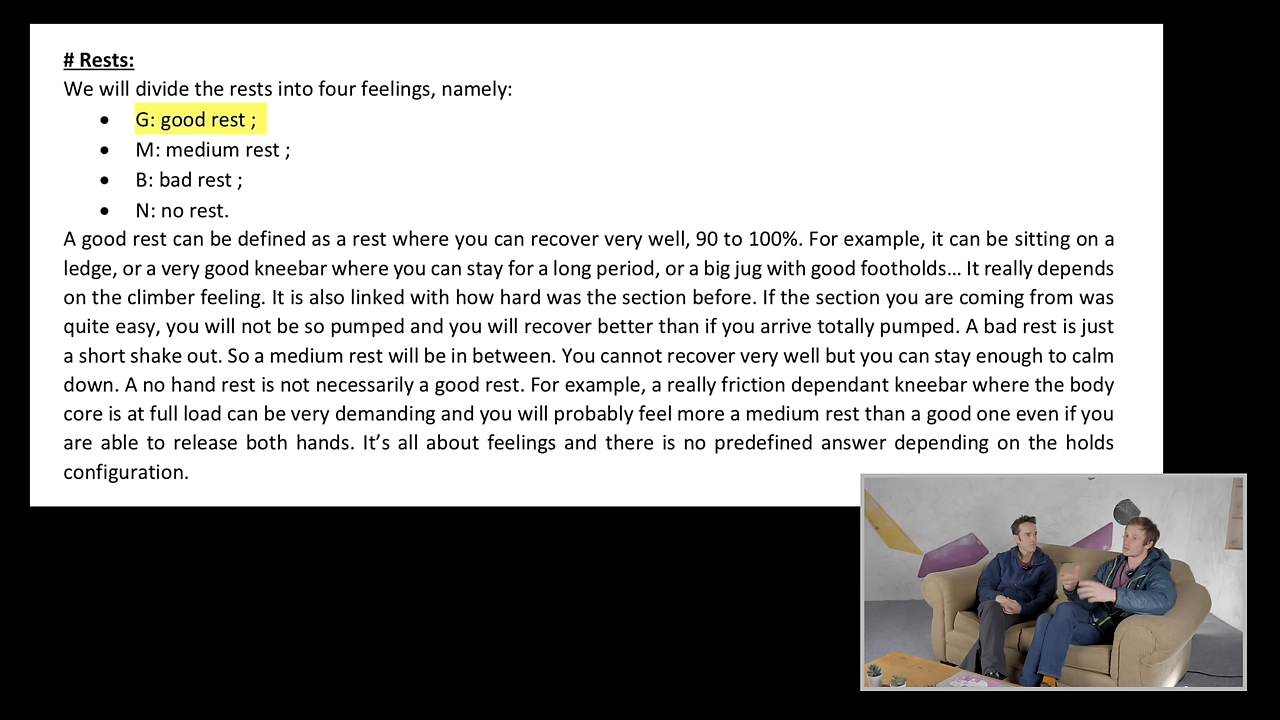 # Rests:
We will divide the rests into four feelings, namely:
• G: good rest ;
• M: medium rest ;
• B: bad rest ;
• N: no rest.
A good rest can be defined as a rest where you can recover very well, 90 to 100%. For example, it can be sitting on a
ledge, or a very good kneebar where you can stay for a long period, or a big jug with good footholds… It really depends
on the climber feeling. It is also linked with how hard was the section before. If the section you are coming from was
quite easy, you will not be so pumped and you will recover better than if you arrive totally pumped. A bad rest is just
a short shake out. So a medium rest will be in between. You cannot recover very well but you can stay enough to calm
down. A no hand rest is not necessarily a good rest. For example, a really friction dependant kneebar where the body
core is at full load can be very demanding and you will probably feel more a medium rest than a good one even if you
are able to release both hands. It’s all about feelings and there is no predefined answer depending on the holds
configuration.